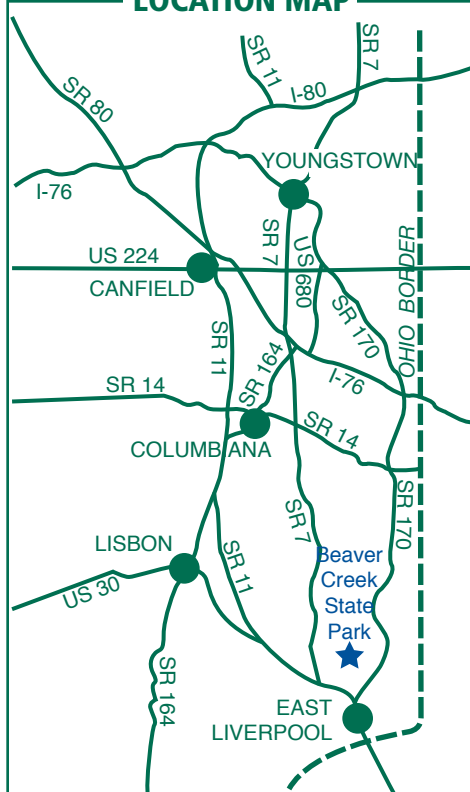 LOCATION MAP
SR 7
SR 11
I-80
SR 80
YOUNGSTOWN
I-76
SR 7
US 680
US 224
CANFIELD
SR 170
OHIO BORDER
SR 11
SR 164
I-76
SR 14
SR 14
COLUMBIANA
SR 170
SR 7
LISBON
SR 11
Beaver
Creek
State
Park
US 30
SR 164
EAST
LIVERPOOL